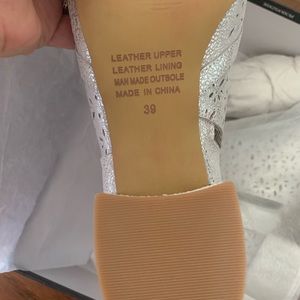 LEATHER UPPER
LEATHER LINING
MAN MADE OUTSOLE
MADE IN CHINA
39